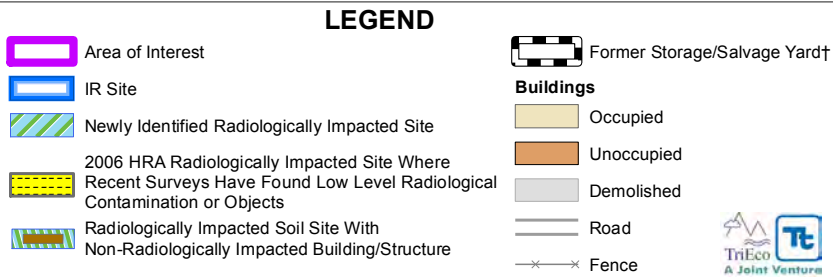 LEGEND
Area of Interest
IR Site
Newly Identified Radiologically Impacted Site
2006 HRA Radiologically Impacted Site Where
Recent Surveys Have Found Low Level Radiological
Contamination or Objects
Radiologically Impacted Soil Site With
Non-Radiologically Impacted Building/Structure
Former Storage/Salvage Yard†
Buildings
Occupied
Unoccupied
Demolished
Road
Fence
TriEco
Tt
A Joint Venture